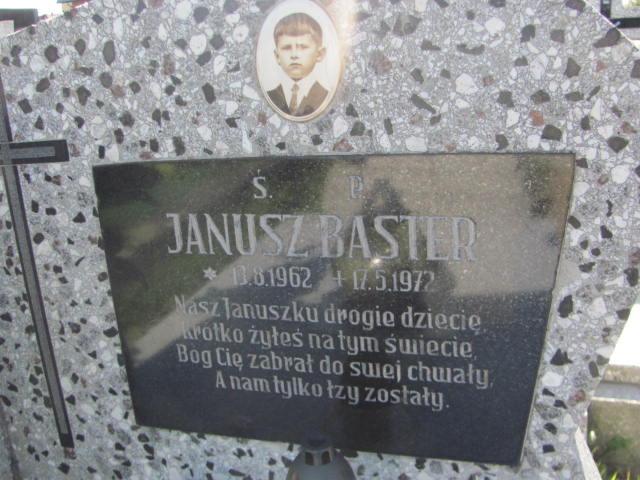 Ś. P.
JANUSZ BASTER
* 13.8.1962 + 17.5.1972
Nasz Januszku drogie dziecię
krótko żyłeś na tym świecie,
Bóg Cię zabrał do swej chwały,
A nam tylko łzy zostały.